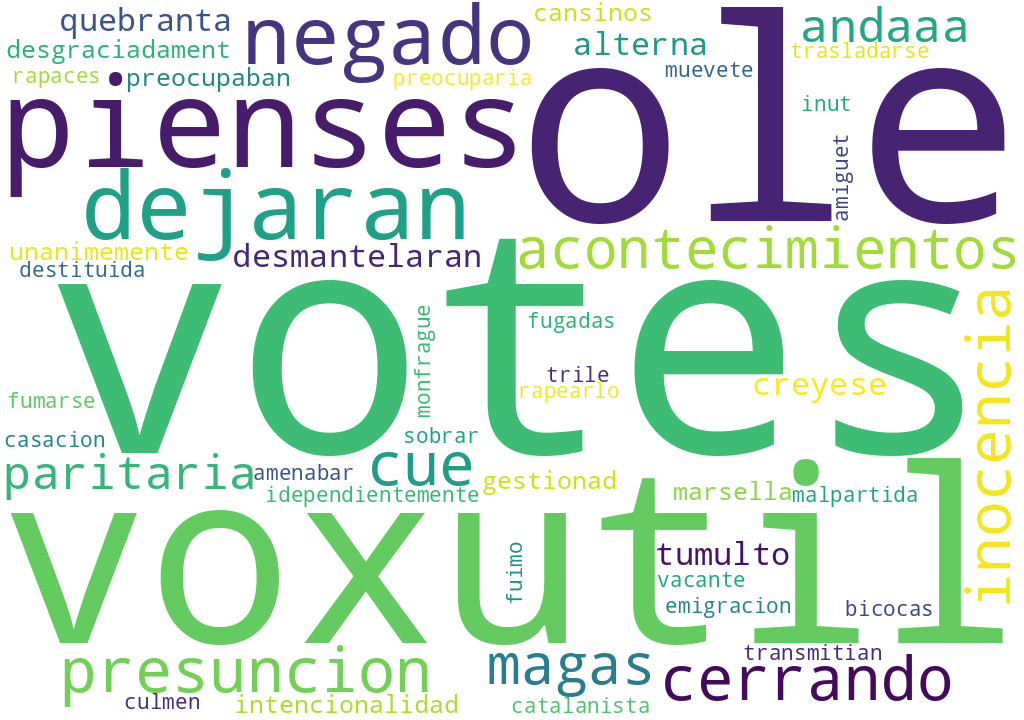 quebranta negado cansinos andaaa
desgraciadament alterna trasladarse
rapaces preocupaban preocuparia muevete
pienses ole inut
amiguet
dejaran
unanimemente desmantelaran acontecimientos
destituida
votes
inocencia
monfrague fugadas
trile
fumarse rapearlo creyese
casacion sobrar
paritaria amenabar cue gestionad marsella malpartida
idependientemente
voxutil
fuimo tumulto
vacante
emigracion bicocas
presuncion magas transmitian
cerrando
culmen intencionalidad catalanista